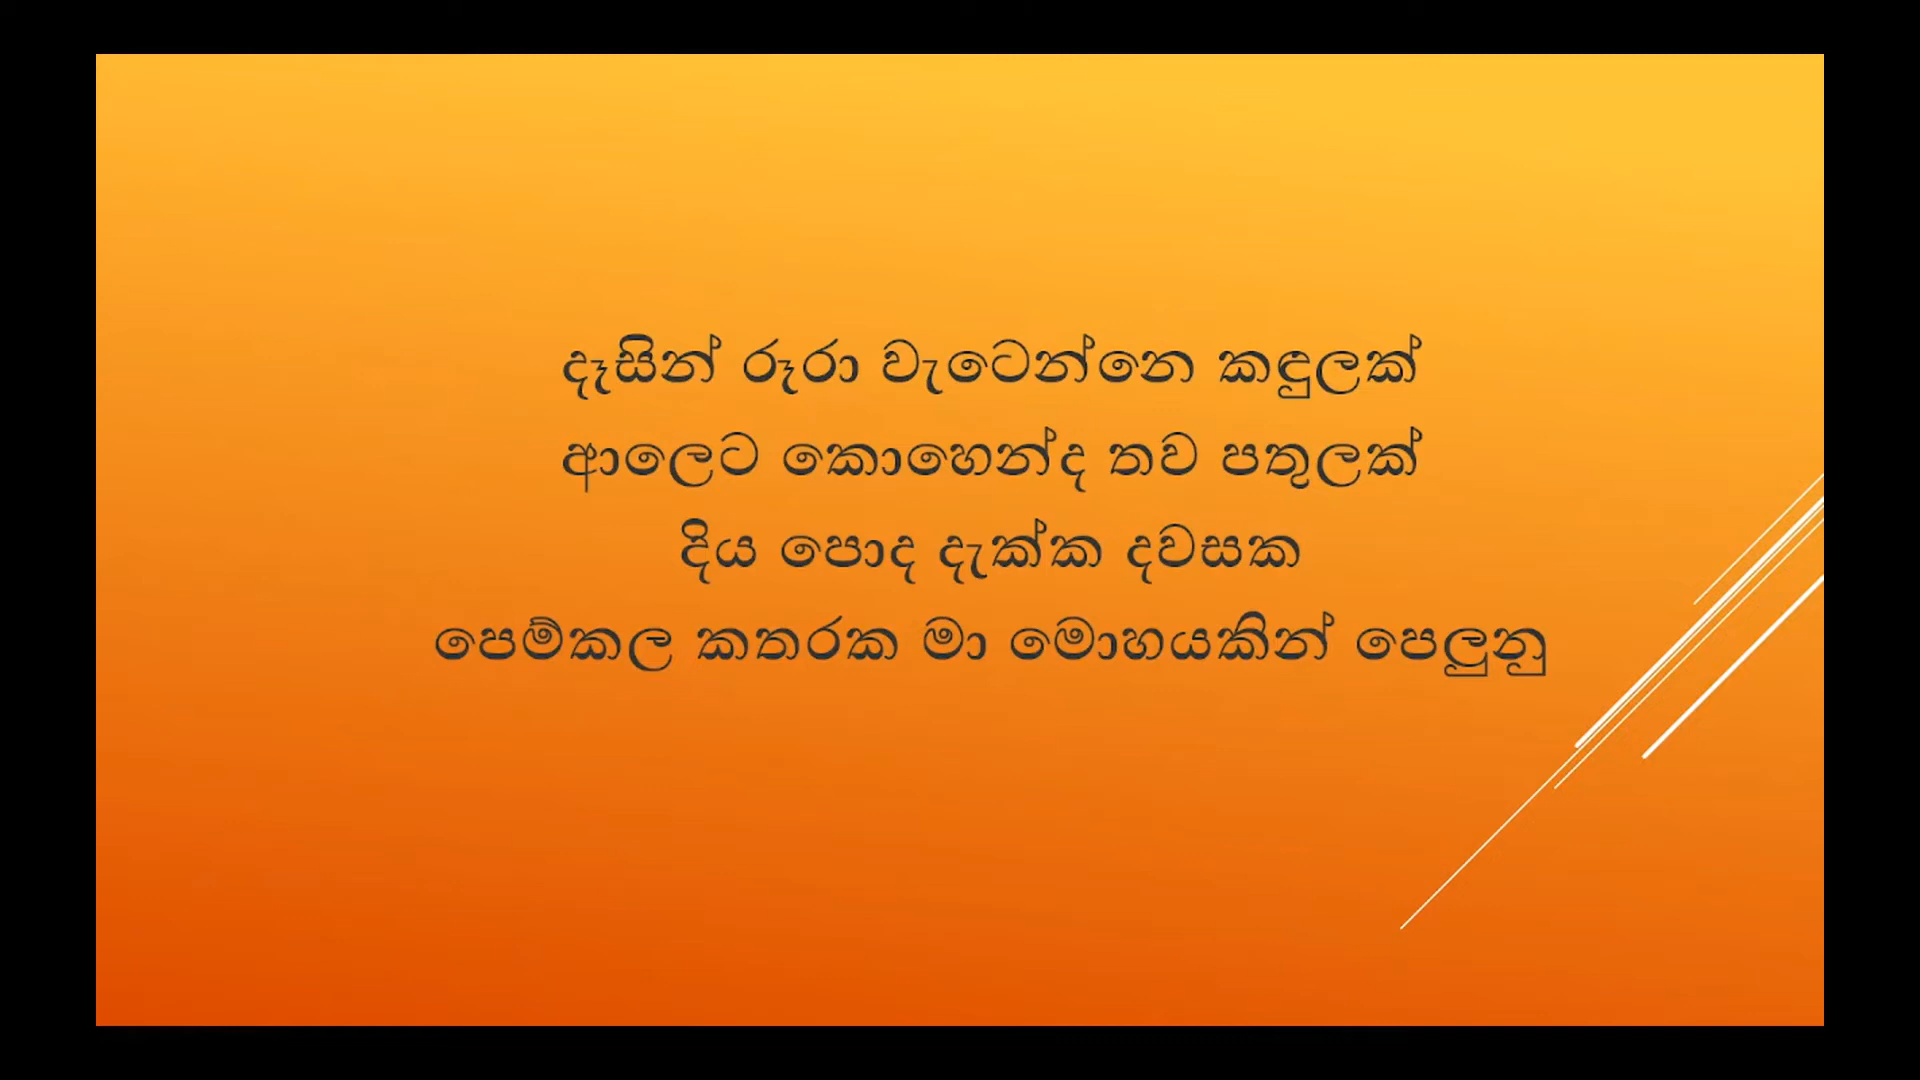 දෑසින් රූරා වැටෙන්නෙ කඳුලක්
ආලෙට කොහෙන්ද තව පතුලක්
දිය පොද දැක්ක දවසක
පෙම්කල කතරක මා මොහයකින් පෙලුනු